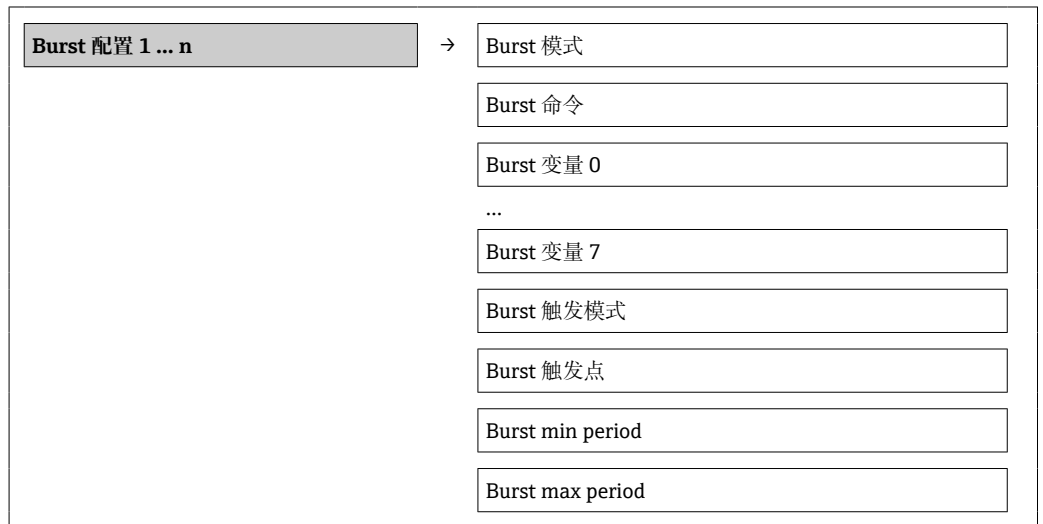 Burst 配置 1 ... n → Burst 模式
Burst 命令
Burst 变量 0
...
Burst 变量 7
Burst 触发模式
Burst 触发点
Burst min period
Burst max period